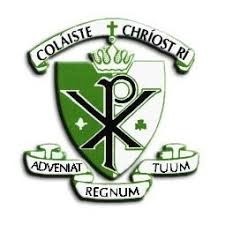 COLÁISTE CHRÍOST RÍ
ADVENIAT REGNUM TUUM